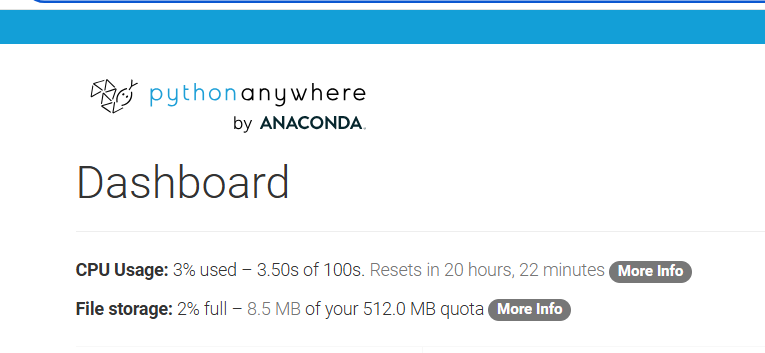 pythonanywhere
by ANACONDA.
Dashboard
CPU Usage: 3% used – 3.50s of 100s. Resets in 20 hours, 22 minutes More Info
File storage: 2% full – 8.5 MB of your 512.0 MB quota More Info